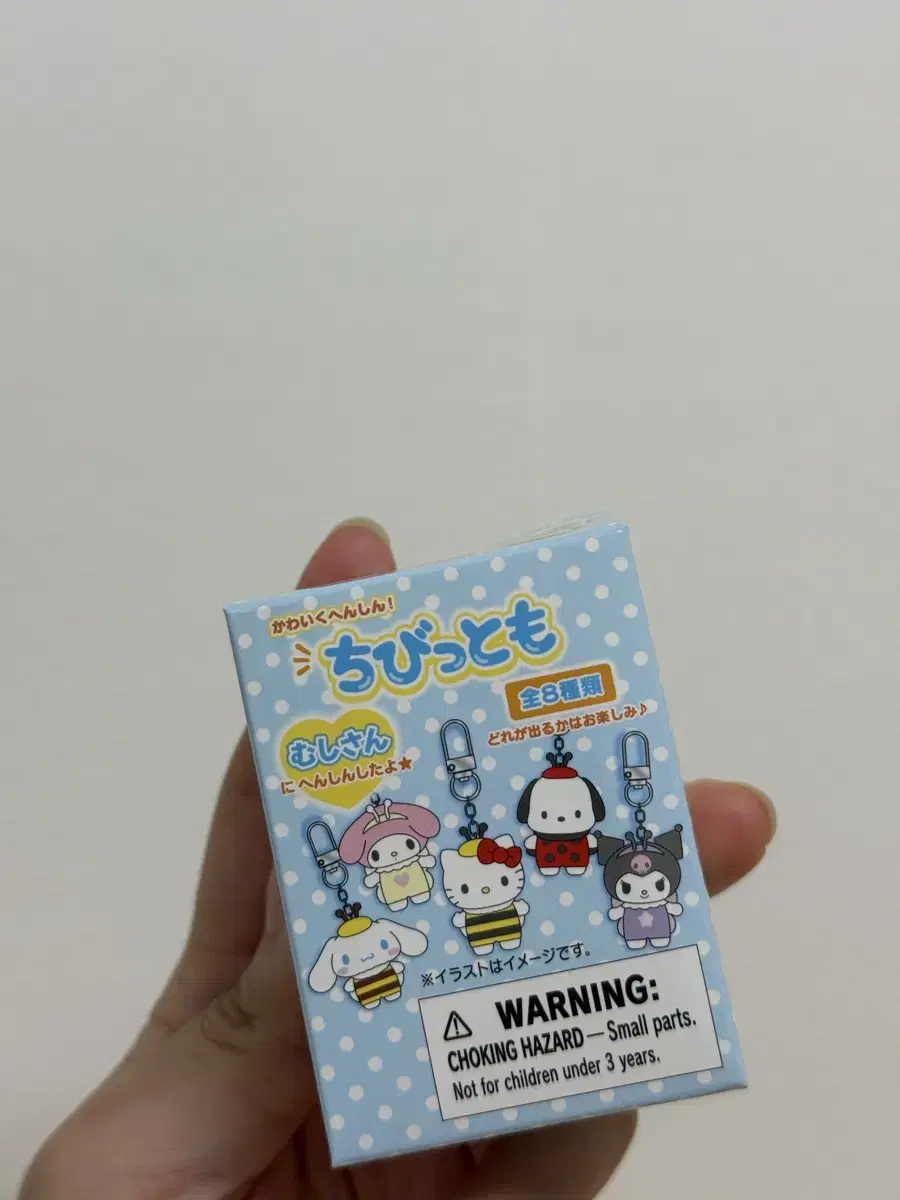 かわいくへんしん!
ちびっとも
全8種類
どれが出るかはお楽しみ♪
むしさん
に へんしんしたよ★
※イラストはイメージです。
⚠ WARNING:
CHOKING HAZARD — Small parts.
Not for children under 3 years.